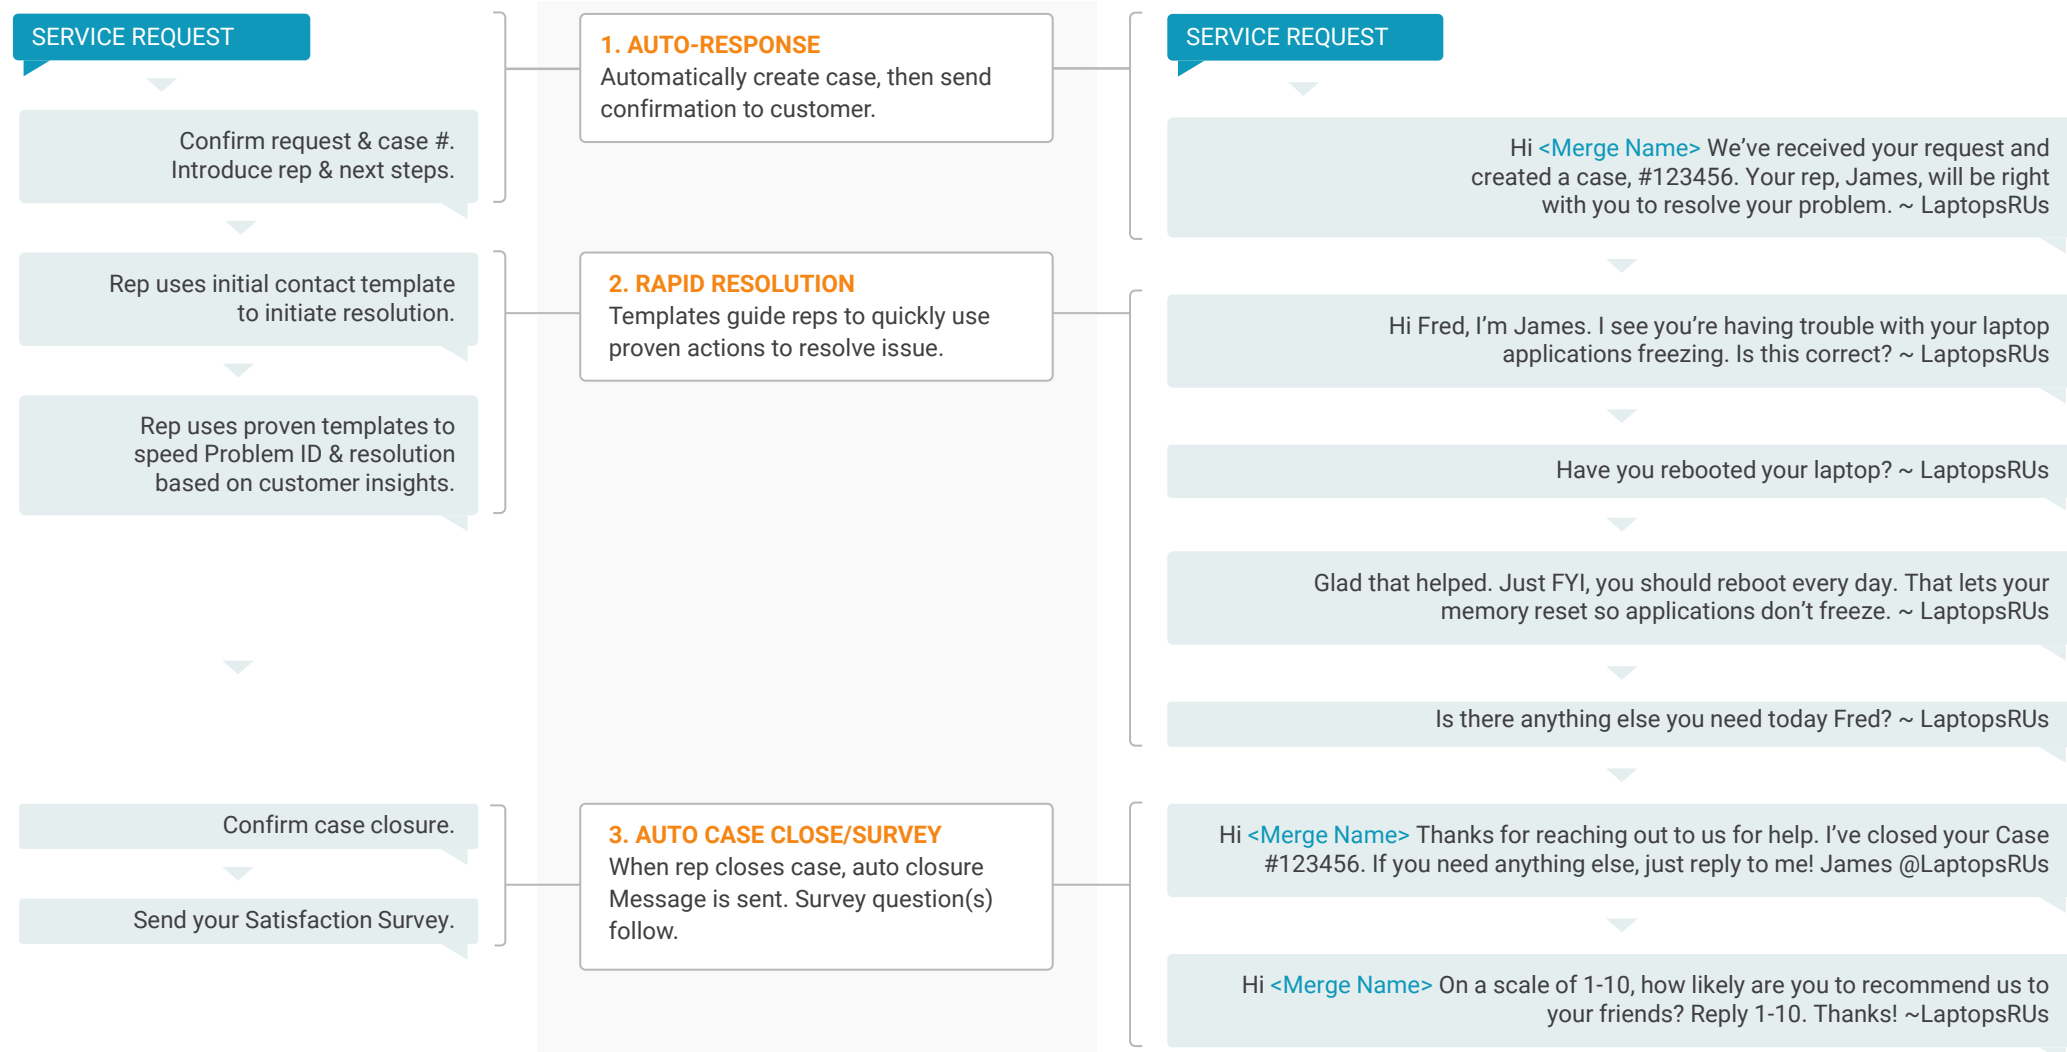 SERVICE REQUEST
Confirm request & case #.
Introduce rep & next steps.
Rep uses initial contact template
to initiate resolution.
Rep uses proven templates to
speed Problem ID & resolution
based on customer insights.
Confirm case closure.
Send your Satisfaction Survey.
1. AUTO-RESPONSE
Automatically create case, then send
confirmation to customer.
2. RAPID RESOLUTION
Templates guide reps to quickly use
proven actions to resolve issue.
3. AUTO CASE CLOSE/SURVEY
When rep closes case, auto closure
Message is sent. Survey question(s)
follow.
SERVICE REQUEST
Hi <Merge Name> We’ve received your request and
created a case, #123456. Your rep, James, will be right
with you to resolve your problem. ~ LaptopsRUs
Hi Fred, I’m James. I see you’re having trouble with your laptop
applications freezing. Is this correct? ~ LaptopsRUs
Have you rebooted your laptop? ~ LaptopsRUs
Glad that helped. Just FYI, you should reboot every day. That lets your
memory reset so applications don’t freeze. ~ LaptopsRUs
Is there anything else you need today Fred? ~ LaptopsRUs
Hi <Merge Name> Thanks for reaching out to us for help. I’ve closed your Case
#123456. If you need anything else, just reply to me! James @LaptopsRUs
Hi <Merge Name> On a scale of 1-10, how likely are you to recommend us to
your friends? Reply 1-10. Thanks! ~LaptopsRUs